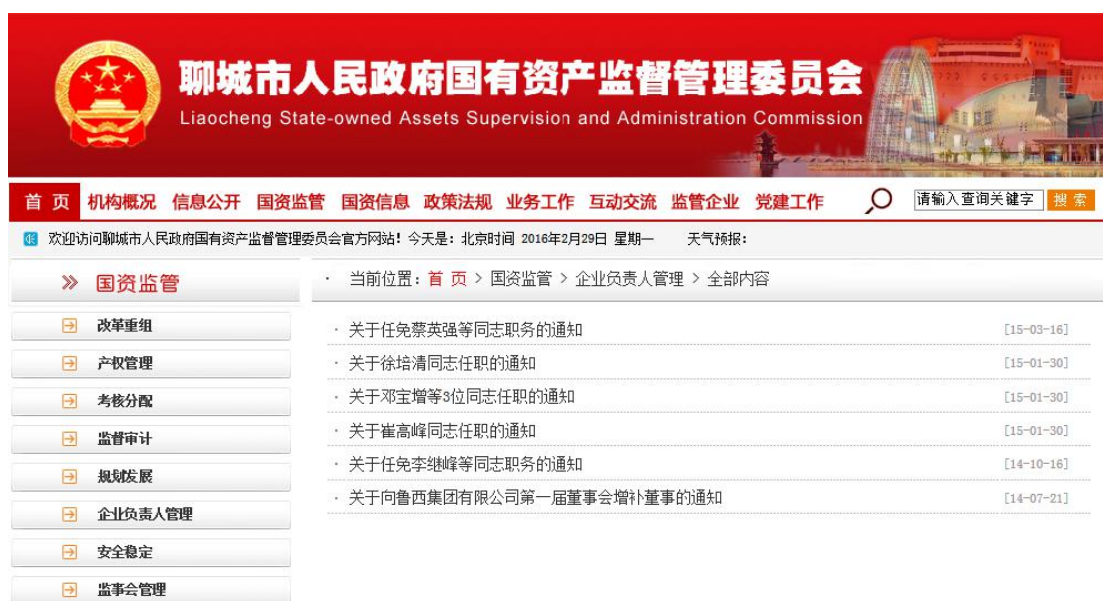 聊城市人民政府国有资产监督管理委员会
Liaocheng State-owned Assets Supervision and Administration Commission
首 页 机构概况 信息公开 国资监管 国资信息 政策法规 业务工作 互动交流 监管企业 党建工作 请输入查询关键字 搜 索
欢迎访问聊城市人民政府国有资产监督管理委员会官方网站！今天是：北京时间 2016年2月29日 星期一 天气预报：
国资监管
· 当前位置：首 页 > 国资监管 > 企业负责人管理 > 全部内容
改革重组
产权管理
考核分配
监督审计
规划发展
企业负责人管理
安全稳定
监事会管理
· 关于任免蔡英强等同志职务的通知 [15-03-16]
· 关于徐培清同志任职的通知 [15-01-30]
· 关于邓宝增等3位同志任职的通知 [15-01-30]
· 关于崔高峰同志任职的通知 [15-01-30]
· 关于任免李继峰等同志职务的通知 [14-10-16]
· 关于向鲁西集团有限公司第一届董事会增补董事的通知 [14-07-21]